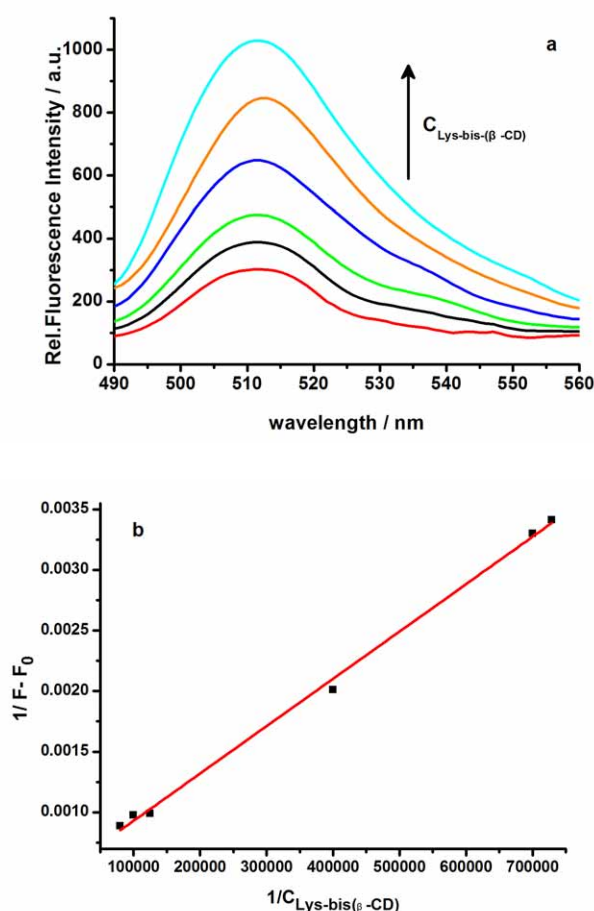 a
C Lys-bis-(β -CD)
Rel.Fluorescence Intensity / a.u.
1000
800
600
400
200
0
490 500 510 520 530 540 550 560
wavelength / nm
b
1/ F- F0
0.0035
0.0030
0.0025
0.0020
0.0015
0.0010
100000 200000 300000 400000 500000 600000 700000
1/C Lys-bis(β -CD)